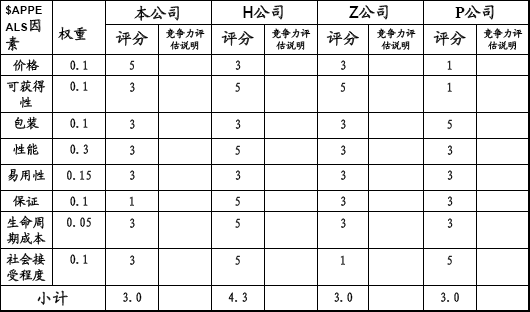 $APPE 本公司 H公司 Z公司 P公司
ALS因 权重 评分 竞争力评 评分 竞争力评 评分 竞争力评 评分 竞争力评
素 估说明 估说明 估说明 估说明
价格 0.1 5 3 3 1
可获得 0.1 3 5 5 1
性
包装 0.1 3 3 3 5
性能 0.3 3 5 3 3
易用性 0.15 3 3 3 3
保证 0.1 1 5 3 3
生命周 0.05 3 5 3 3
期成本
社会接 0.1 3 5 1 5
受程度
小计 3.0 4.3 3.0 3.0